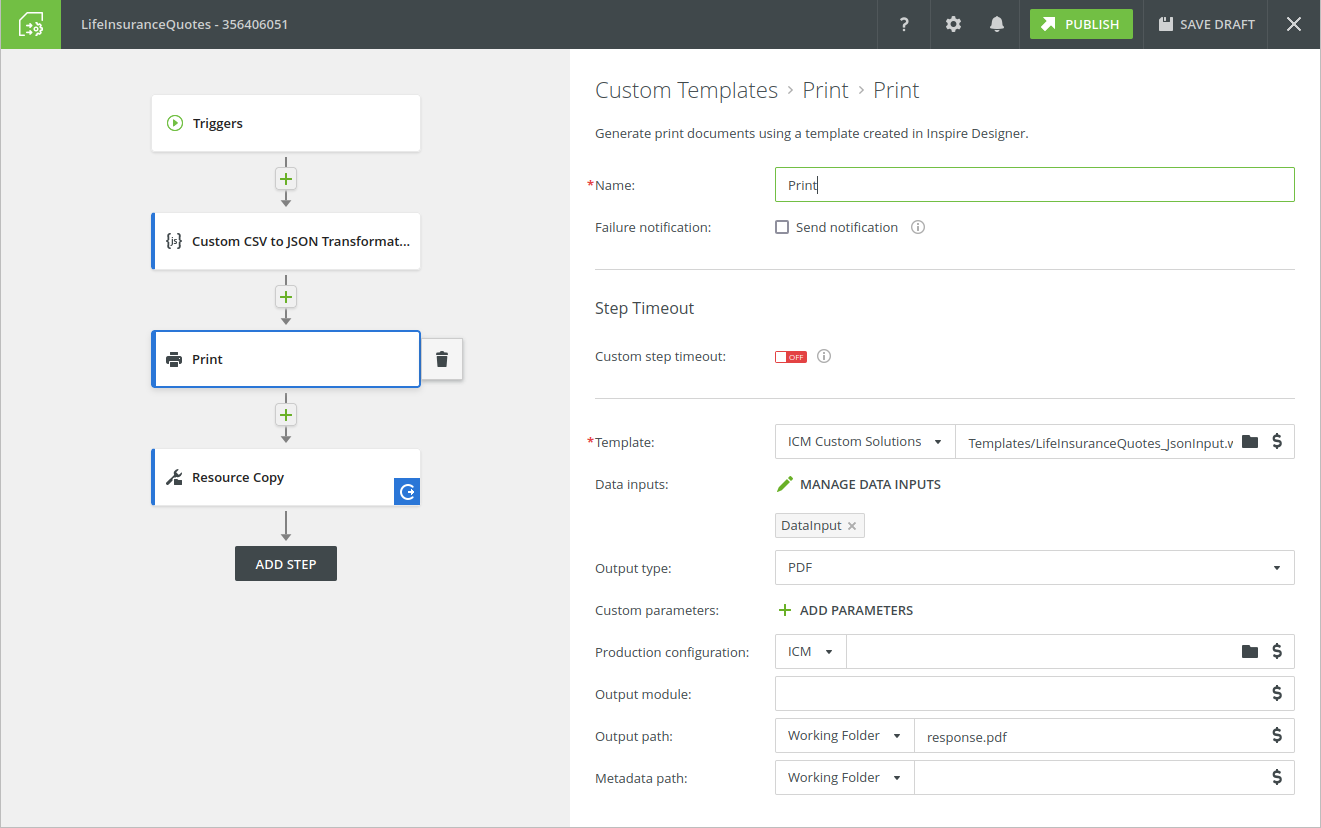 LifeInsuranceQuotes - 356406051
?
PUBLISH
SAVE DRAFT
Triggers
{js} Custom CSV to JSON Transformat...
Print
Resource Copy
ADD STEP
Custom Templates › Print › Print
Generate print documents using a template created in Inspire Designer.
*Name: Print
Failure notification: Send notification
Step Timeout
Custom step timeout: OFF
*Template: ICM Custom Solutions Templates/LifeInsuranceQuotes_JsonInput.w $
Data inputs: MANAGE DATA INPUTS
DataInput ×
Output type: PDF
Custom parameters: + ADD PARAMETERS
Production configuration: ICM $
Output module: $
Output path: Working Folder response.pdf $
Metadata path: Working Folder $